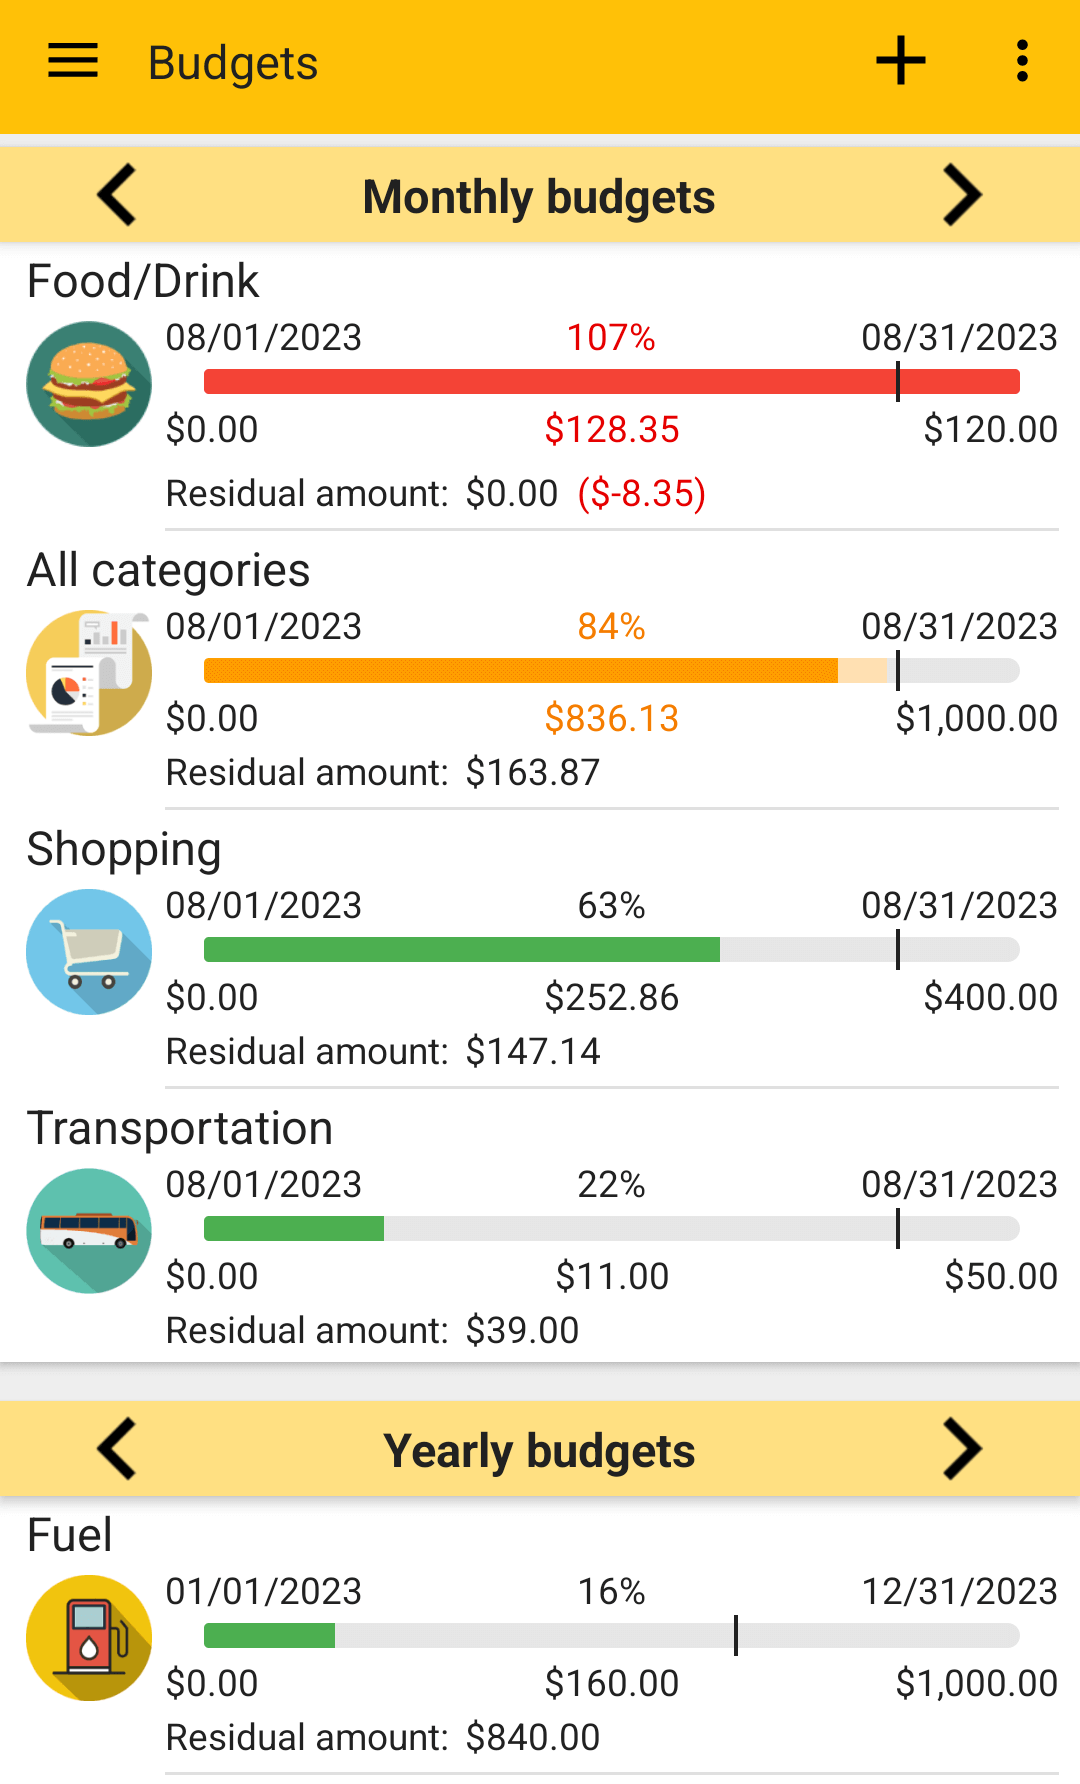 Budgets
Monthly budgets
Food/Drink
08/01/2023 107% 08/31/2023
$0.00 $128.35 $120.00
Residual amount: $0.00 ($-8.35)
All categories
08/01/2023 84% 08/31/2023
$0.00 $836.13 $1,000.00
Residual amount: $163.87
Shopping
08/01/2023 63% 08/31/2023
$0.00 $252.86 $400.00
Residual amount: $147.14
Transportation
08/01/2023 22% 08/31/2023
$0.00 $11.00 $50.00
Residual amount: $39.00
Yearly budgets
Fuel
01/01/2023 16% 12/31/2023
$0.00 $160.00 $1,000.00
Residual amount: $840.00